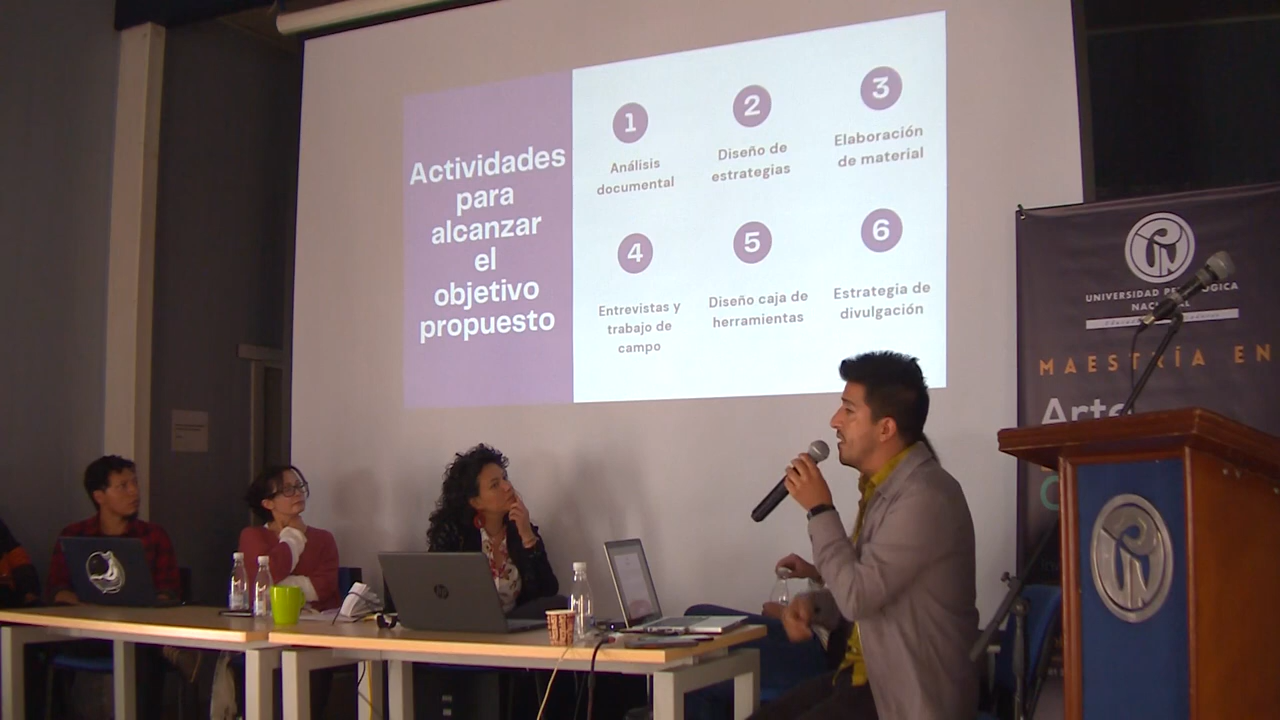 Actividades
para
alcanzar
el
objetivo
propuesto
1
Análisis
documental
2
Diseño de
estrategias
3
Elaboración
de material
4
Entrevistas y
trabajo de
campo
5
Diseño caja de
herramientas
6
Estrategia de
divulgación
UNIVERSIDAD
NACIONAL
MAESTRÍA EN
Arte
hp